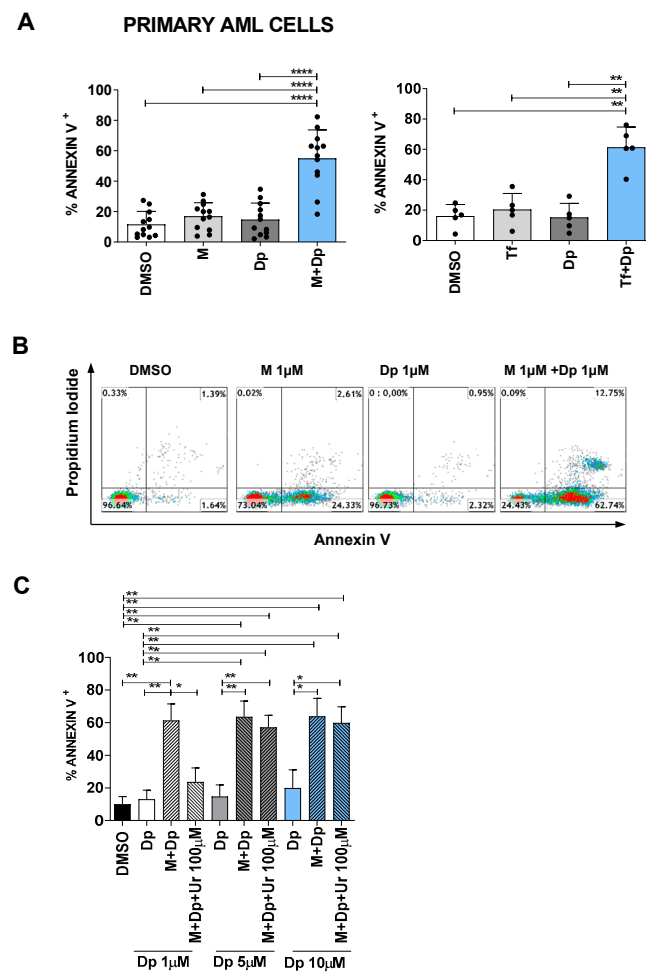 A PRIMARY AML CELLS
**** ****
**** **
**** **
% ANNEXIN V +
100
80
60
40
20
0
DMSO M Dp M+Dp
% ANNEXIN V +
100
80
60
40
20
0
DMSO Tf Dp Tf+Dp
B
DMSO M 1µM Dp 1µM M 1µM +Dp 1µM
Propidium Iodide
0.33% 1.39% 0.02% 2.61% 0 : 0,00% 0.95% 0.09% 12.75%
96.64% 1.64% 73.04% 24.33% 96.73% 2.32% 24.43% 62.74%
Annexin V
C
**
**
**
**
**
**
**
**
** ** * ** ** * *
% ANNEXIN V +
100
80
60
40
20
0
DMSO Dp M+Dp M+Dp+Ur 100µM Dp M+Dp M+Dp+Ur 100µM Dp M+Dp M+Dp+Ur 100µM
Dp 1µM Dp 5µM Dp 10µM